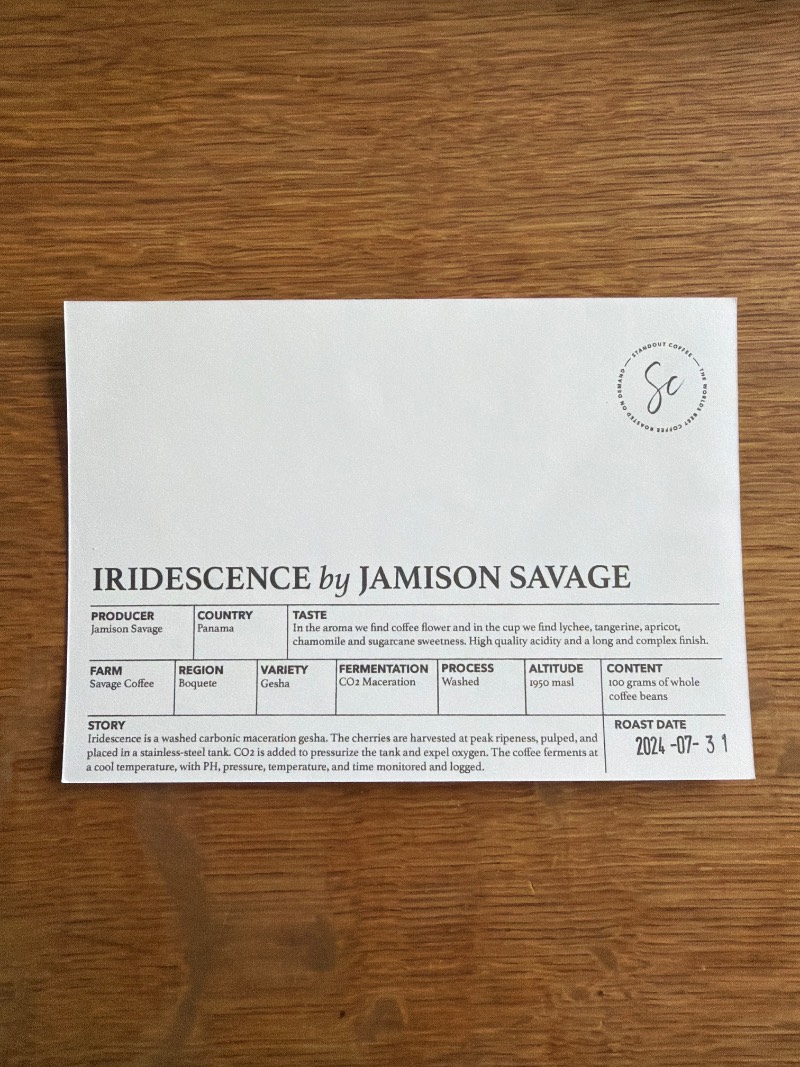 STANDOUT COFFEE — THE WORLDS BEST COFFEE ROASTED ON DEMAND —
Sc
IRIDESCENCE by JAMISON SAVAGE
PRODUCER
Jamison Savage
COUNTRY
Panama
TASTE
In the aroma we find coffee flower and in the cup we find lychee, tangerine, apricot,
chamomile and sugarcane sweetness. High quality acidity and a long and complex finish.
FARM
Savage Coffee
REGION
Boquete
VARIETY
Gesha
FERMENTATION
CO2 Maceration
PROCESS
Washed
ALTITUDE
1950 masl
CONTENT
100 grams of whole
coffee beans
STORY
Iridescence is a washed carbonic maceration gesha. The cherries are harvested at peak ripeness, pulped, and
placed in a stainless-steel tank. CO2 is added to pressurize the tank and expel oxygen. The coffee ferments at
a cool temperature, with PH, pressure, temperature, and time monitored and logged.
ROAST DATE
2024 -07- 3 1